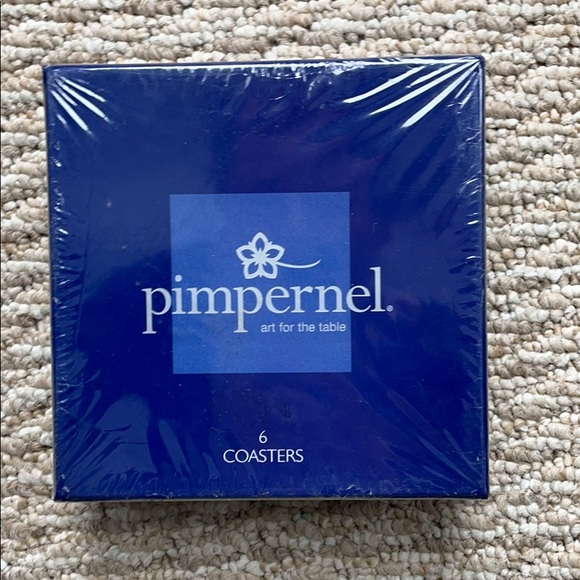 pimpernel®
art for the table
6
COASTERS